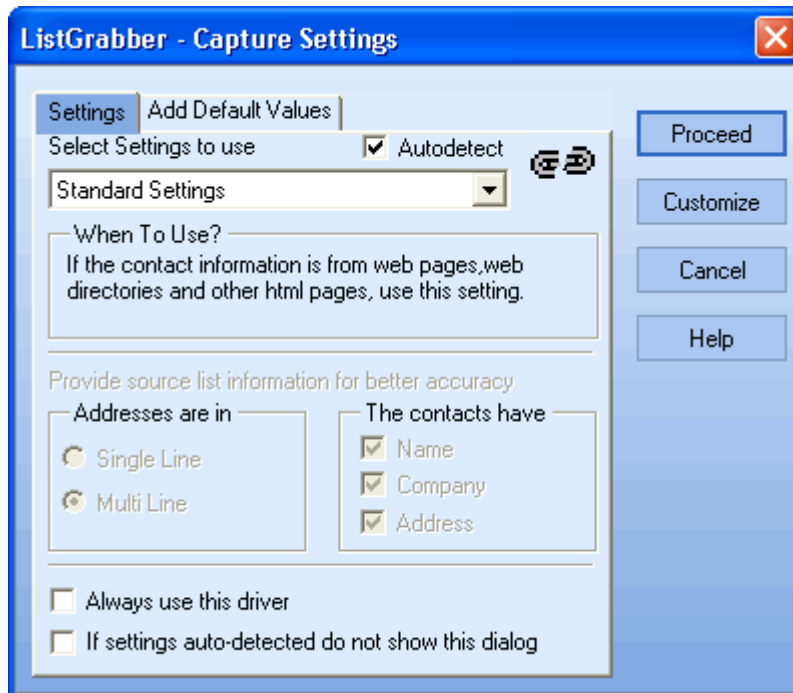 ListGrabber - Capture Settings
Settings
Add Default Values
Select Settings to use
Autodetect
Standard Settings
When To Use?
If the contact information is from web pages,web
directories and other html pages, use this setting.
Provide source list information for better accuracy
Addresses are in
Single Line
Multi Line
The contacts have
Name
Company
Address
Always use this driver
If settings auto-detected do not show this dialog
Proceed
Customize
Cancel
Help